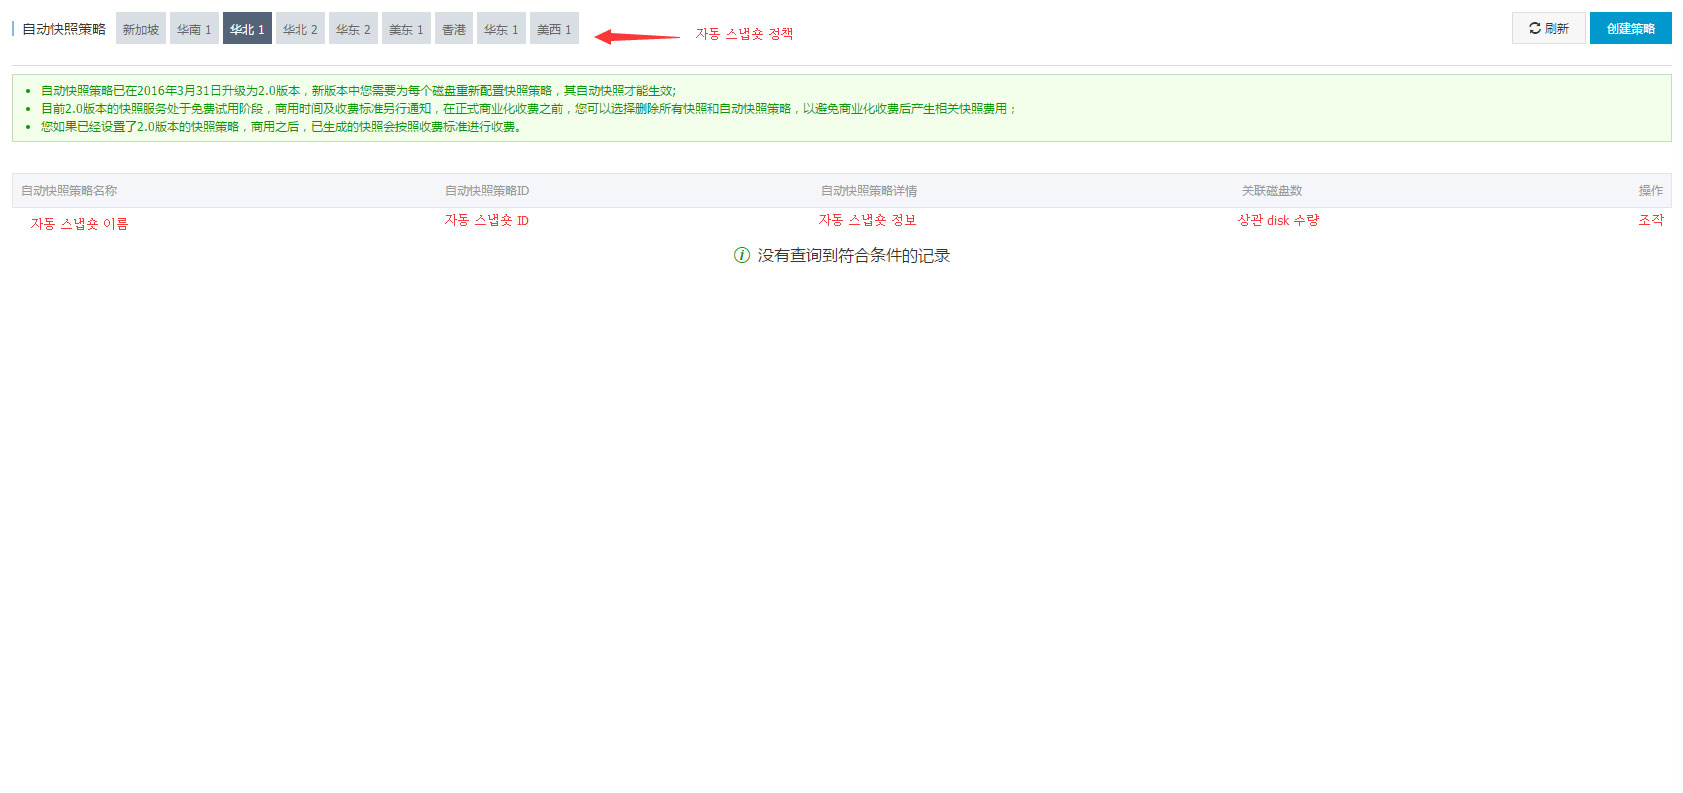 自动快照策略 新加坡 华南 1 华北 1 华北 2 华东 2 美东 1 香港 华东 1 美西 1 자동 스냅숏 정책 刷新 创建策略
自动快照策略已在2016年3月31日升级为2.0版本，新版本中您需要为每个磁盘重新配置快照策略，其自动快照才能生效;
目前2.0版本的快照服务处于免费试用阶段，商用时间及收费标准另行通知，在正式商业化收费之前，您可以选择删除所有快照和自动快照策略，以避免商业化收费后产生相关快照费用；
您如果已经设置了2.0版本的快照策略，商用之后，已生成的快照会按照收费标准进行收费。
自动快照策略名称 自动快照策略ID 自动快照策略详情 关联磁盘数 操作
자동 스냅숏 이름 자동 스냅숏 ID 자동 스냅숏 정보 상관 disk 수량 조작
没有查询到符合条件的记录